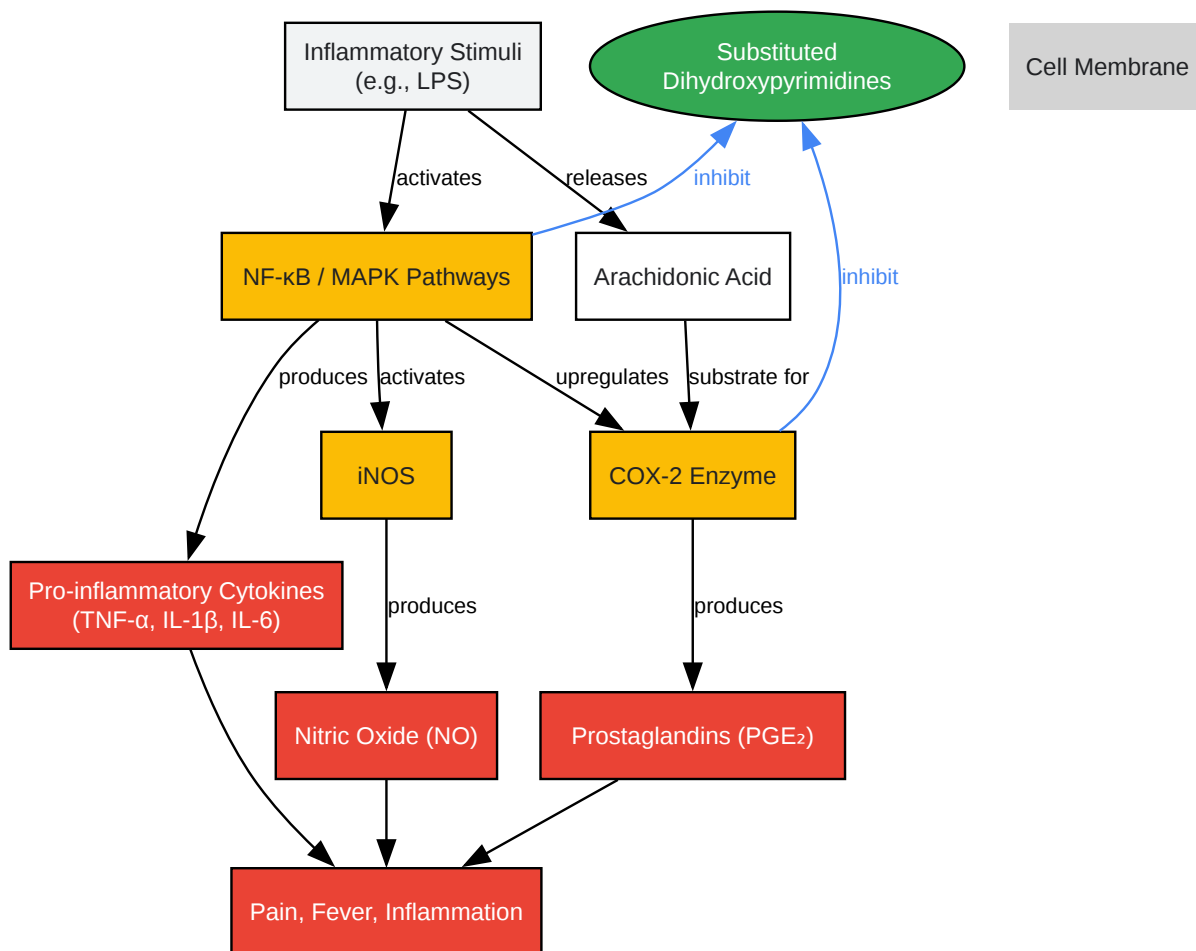 Inflammatory Stimuli
(e.g., LPS)
Substituted
Dihydroxypyrimidines
Cell Membrane
activates
releases
inhibit
NF-κB / MAPK Pathways
Arachidonic Acid
inhibit
produces
activates
upregulates
substrate for
iNOS
COX-2 Enzyme
Pro-inflammatory Cytokines
(TNF-α, IL-1β, IL-6)
produces
produces
Nitric Oxide (NO)
Prostaglandins (PGE₂)
Pain, Fever, Inflammation